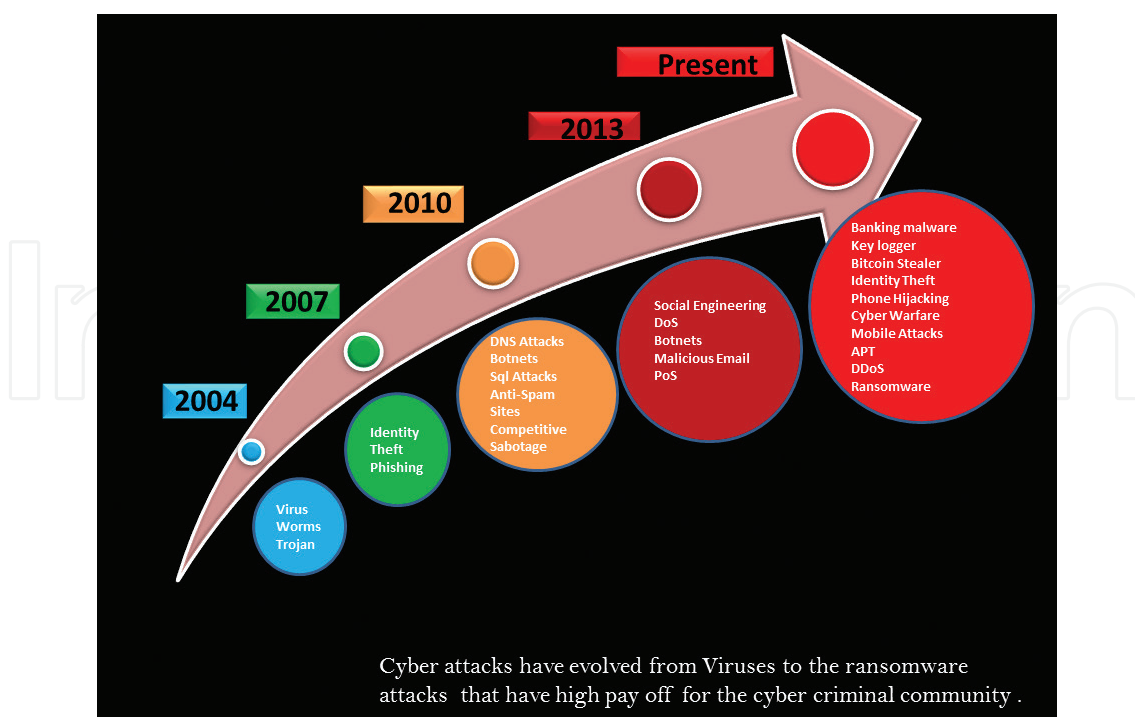 Present
2013
2010
2007
2004
Banking malware
Key logger
Bitcoin Stealer
Identity Theft
Phone Hijacking
Cyber Warfare
Mobile Attacks
APT
DDoS
Ransomware
Social Engineering
DoS
Botnets
Malicious Email
PoS
DNS Attacks
Botnets
Sql Attacks
Anti-Spam
Sites
Competitive
Sabotage
Identity
Theft
Phishing
Virus
Worms
Trojan
Cyber attacks have evolved from Viruses to the ransomware
attacks that have high pay off for the cyber criminal community .